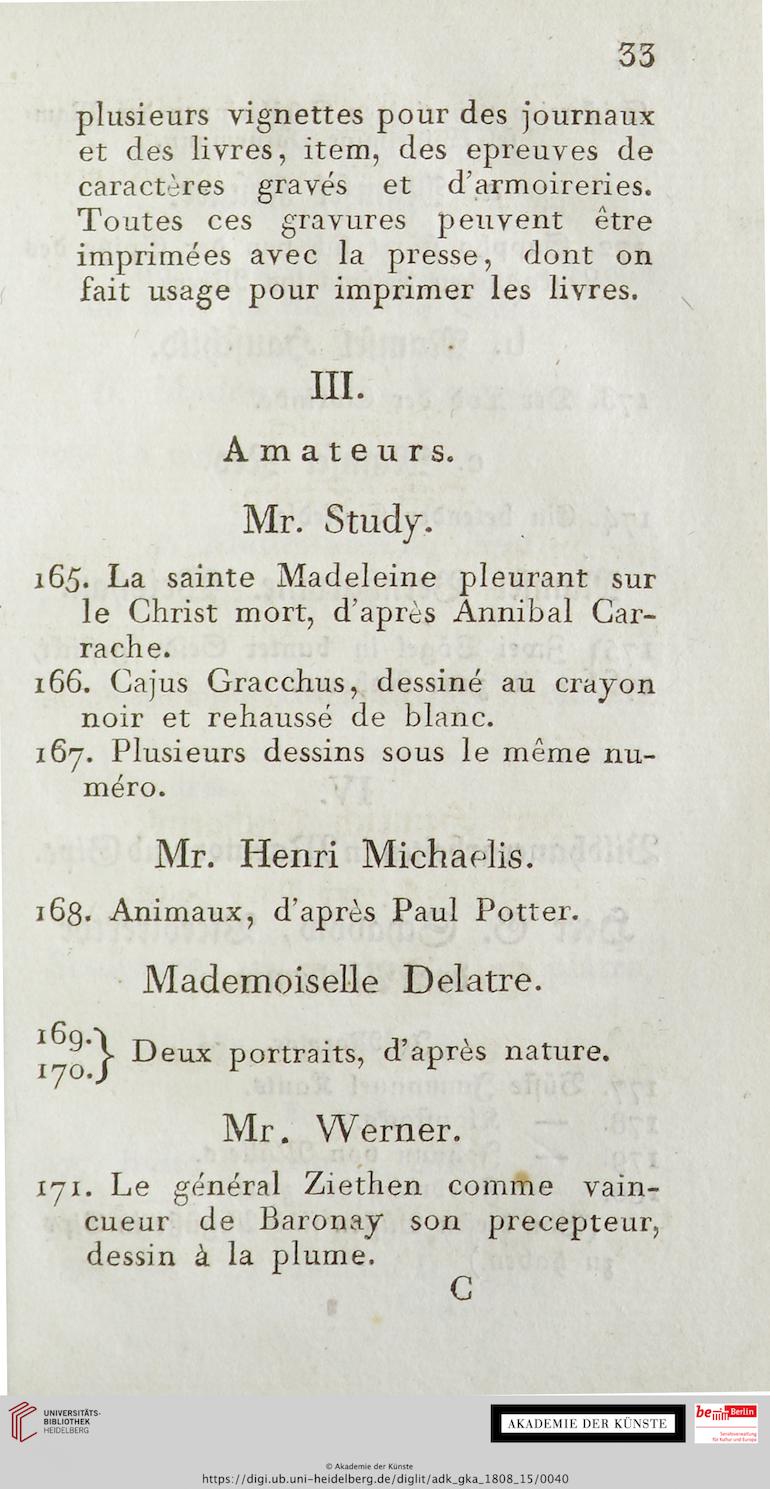 33
plusieurs vignettes pour des journaux
et des livres, item, des epreuves de
caractères gravés et d'armoireries.
Toutes ces gravures peuvent être
imprimées avec la presse, dont on
fait usage pour imprimer les livres.
III.
Amateurs.
Mr. Study.
165. La sainte Madeleine pleurant sur
le Christ mort, d'après Annibal Car-
rache.
166. Cajus Gracchus, dessiné au crayon
noir et rehaussé de blanc.
167. Plusieurs dessins sous le même nu-
méro.
Mr. Henri Michaelis.
168. Animaux, d'après Paul Potter.
Mademoiselle Delatre.
169.
170. } Deux portraits, d'après nature.
Mr. Werner.
171. Le général Ziethen comme vain-
cueur de Baronay son precepteur,
dessin à la plume.
C
UNIVERSITÄTS-
BIBLIOTHEK
HEIDELBERG
AKADEMIE DER KÜNSTE
be Berlin
Senatsverwaltung
für Kultur und Europa
© Akademie der Künste
https://digi.ub.uni-heidelberg.de/diglit/adk_gka_1808_15/0040